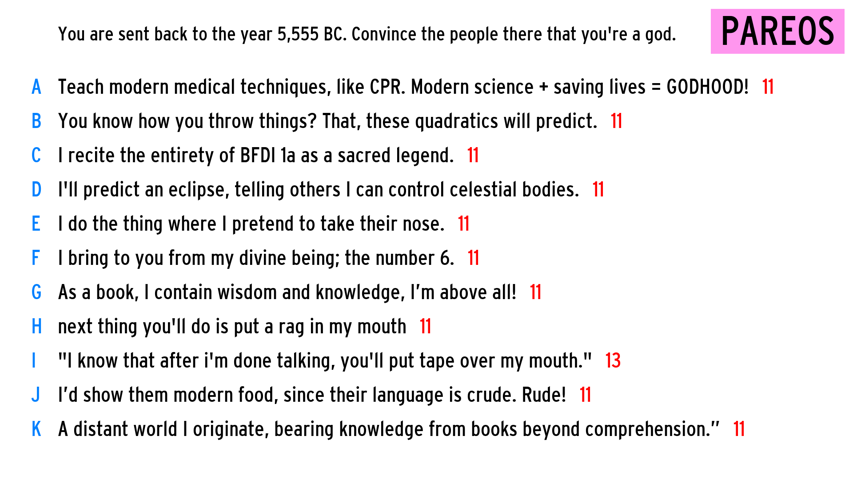 You are sent back to the year 5,555 BC. Convince the people there that you're a god.
PAREOS
A Teach modern medical techniques, like CPR. Modern science + saving lives = GODHOOD! 11
B You know how you throw things? That, these quadratics will predict. 11
C I recite the entirety of BFDI 1a as a sacred legend. 11
D I'll predict an eclipse, telling others I can control celestial bodies. 11
E I do the thing where I pretend to take their nose. 11
F I bring to you from my divine being; the number 6. 11
G As a book, I contain wisdom and knowledge, I’m above all! 11
H next thing you'll do is put a rag in my mouth 11
I "I know that after i'm done talking, you'll put tape over my mouth." 13
J I’d show them modern food, since their language is crude. Rude! 11
K A distant world I originate, bearing knowledge from books beyond comprehension.” 11